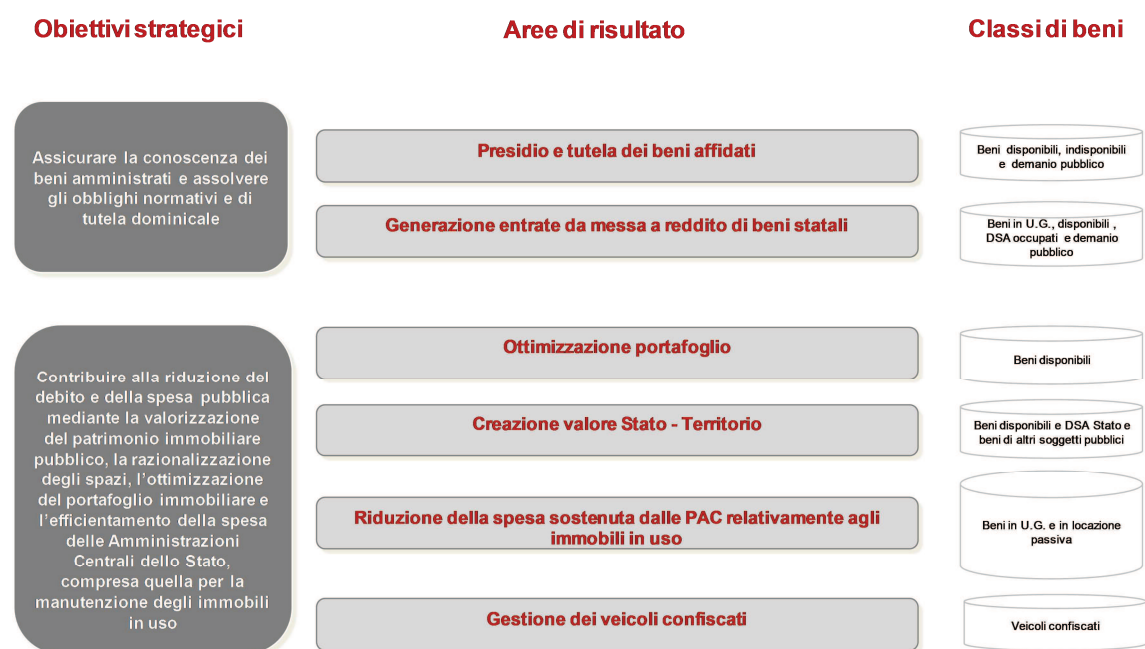 Obiettivi strategici
Aree di risultato
Classi di beni
Assicurare la conoscenza dei
beni amministrati e assolvere
gli obblighi normativi e di
tutela dominicale
Presidio e tutela dei beni affidati
Beni disponibili, indisponibili
e demanio pubblico
Generazione entrate da messa a reddito di beni statali
Beni in U.G., disponibili ,
DSA occupati e demanio
pubblico
Contribuire alla riduzione del
debito e della spesa pubblica
mediante la valorizzazione
del patrimonio immobiliare
pubblico, la razionalizzazione
degli spazi, l'ottimizzazione
del portafoglio immobiliare e
l'efficientamento della spesa
delle Amministrazioni
Centrali dello Stato,
compresa quella per la
manutenzione degli immobili
in uso
Ottimizzazione portafoglio
Beni disponibili
Creazione valore Stato - Territorio
Beni disponibili e DSA Stato e
beni di altri soggetti pubblici
Riduzione della spesa sostenuta dalle PAC relativamente agli
immobili in uso
Beni in U.G. e in locazione
passiva
Gestione dei veicoli confiscati
Veicoli confiscati